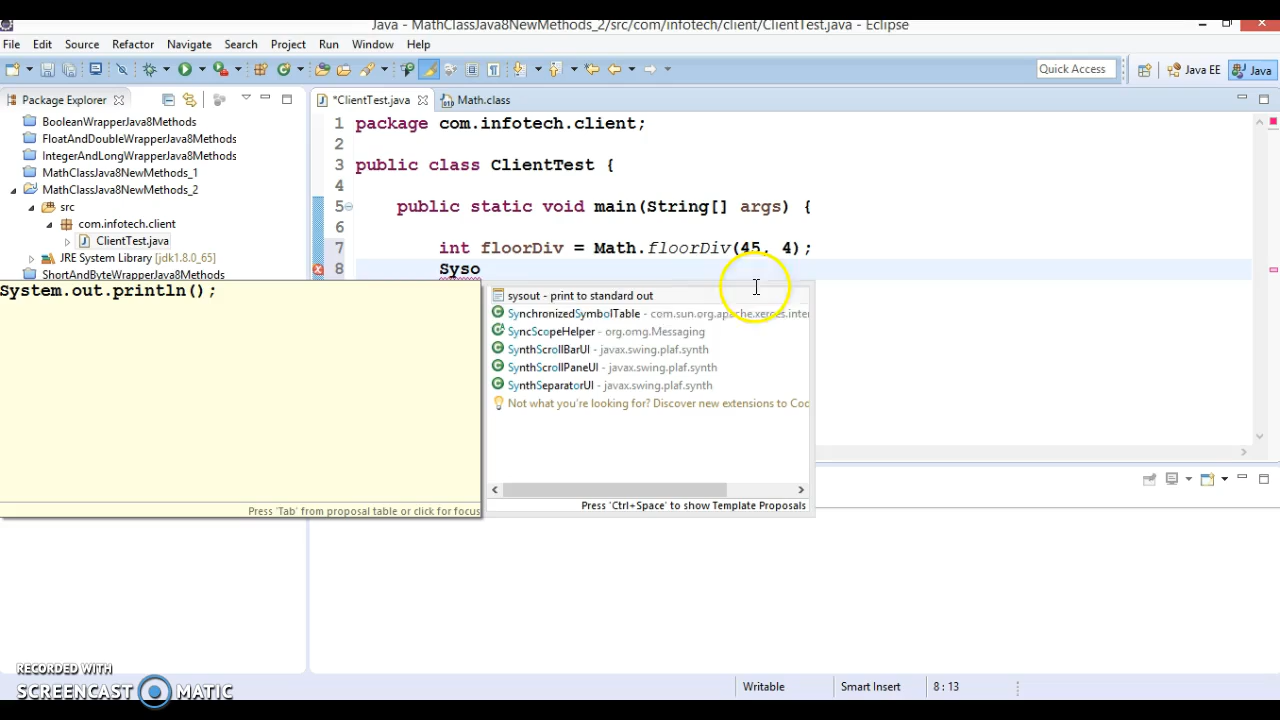 Java - MathClassJava8NewMethods_2/src/com/infotech/client/ClientTest.java - Eclipse
File Edit Source Refactor Navigate Search Project Run Window Help
Quick Access Java EE Java
Package Explorer
*ClientTest.java Math.class
BooleanWrapperJava8Methods
FloatAndDoubleWrapperJava8Methods
IntegerAndLongWrapperJava8Methods
MathClassJava8NewMethods_1
MathClassJava8NewMethods_2
src
com.infotech.client
ClientTest.java
JRE System Library [jdk1.8.0_65]
ShortAndByteWrapperJava8Methods
1 package com.infotech.client;
2
3 public class ClientTest {
4
5 public static void main(String[] args) {
6
7 int floorDiv = Math.floorDiv(45, 4);
8 Syso
System.out.println();
Press 'Tab' from proposal table or click for focus
sysout - print to standard out
SynchronizedSymbolTable - com.sun.org.apache.xerces.inter
SyncScopeHelper - org.omg.Messaging
SynthScrollBarUI - javax.swing.plaf.synth
SynthScrollPaneUI - javax.swing.plaf.synth
SynthSeparatorUI - javax.swing.plaf.synth
Not what you're looking for? Discover new extensions to Coc
Press 'Ctrl+Space' to show Template Proposals
RECORDED WITH
SCREENCAST MATIC
Writable Smart Insert 8 : 13